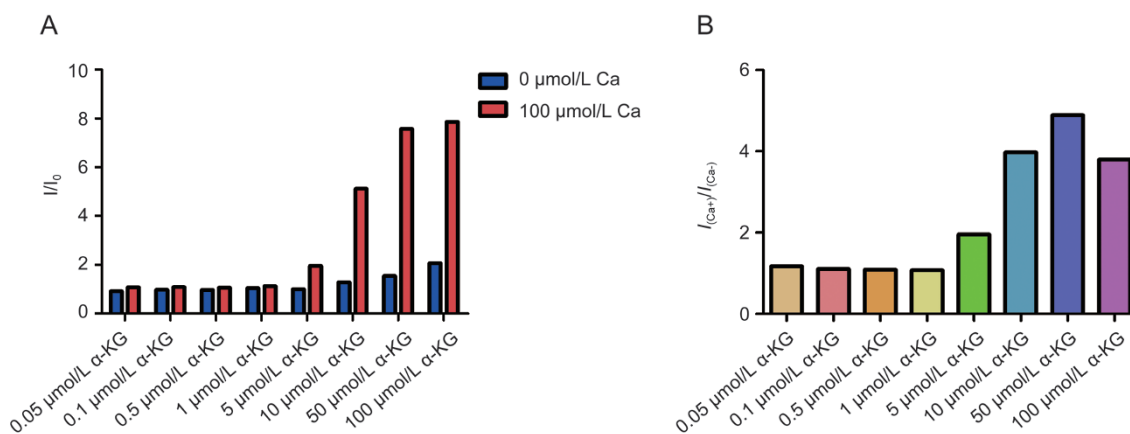 A
I/I0
10
8
6
4
2
0
0 μmol/L Ca
100 μmol/L Ca
0.05 μmol/L α-KG
0.1 μmol/L α-KG
0.5 μmol/L α-KG
1 μmol/L α-KG
5 μmol/L α-KG
10 μmol/L α-KG
50 μmol/L α-KG
100 μmol/L α-KG
B
I(Ca+)/I(Ca-)
6
4
2
0
0.05 μmol/L α-KG
0.1 μmol/L α-KG
0.5 μmol/L α-KG
1 μmol/L α-KG
5 μmol/L α-KG
10 μmol/L α-KG
50 μmol/L α-KG
100 μmol/L α-KG